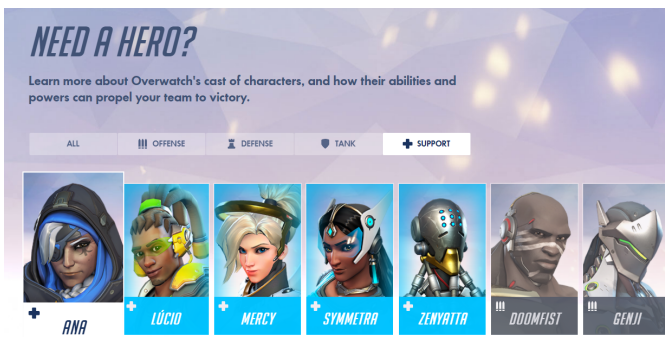 NEED A HERO?
Learn more about Overwatch's cast of characters, and how their abilities and
powers can propel your team to victory.
ALL OFFENSE DEFENSE TANK SUPPORT
ANA LÚCIO MERCY SYMMETRA ZENYATTA DOOMFIST GENJI